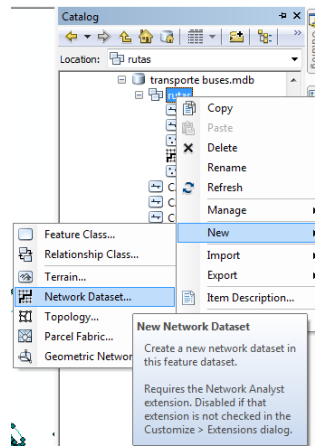 Catalog
Location: rutas
transporte buses.mdb
rutas
C
C
C
Copy
Paste
Delete
Rename
Refresh
Manage
New
Import
Export
Item Description...
Feature Class...
Relationship Class...
Terrain...
Network Dataset...
Topology...
Parcel Fabric...
Geometric Networ
New Network Dataset
Create a new network dataset in
this feature dataset.
Requires the Network Analyst
extension. Disabled if that
extension is not checked in the
Customize > Extensions dialog.